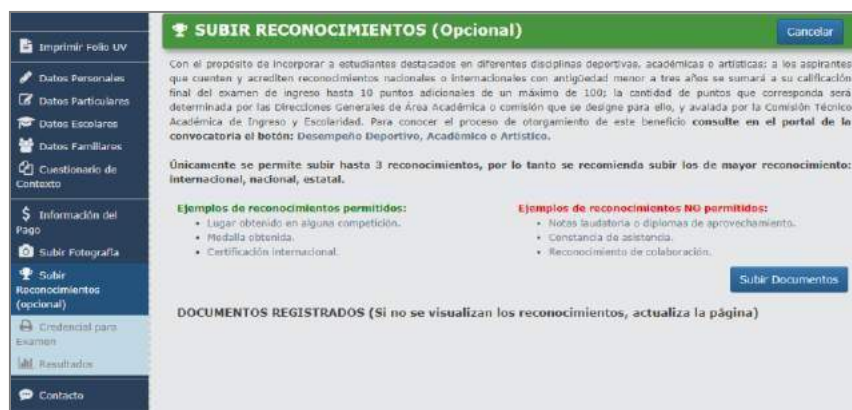 Imprimir Folio UV
Datos Personales
Datos Particulares
Datos Escolares
Datos Familiares
Cuestionario de
Contexto
Información del
Pago
Subir Fotografía
Subir
Reconocimientos
(opcional)
Credencial para
Examen
Resultados
Contacto
SUBIR RECONOCIMIENTOS (Opcional)
Cancelar
Con el propósito de incorporar a estudiantes destacados en diferentes disciplinas deportivas, académicas o artísticas; a los aspirantes
que cuenten y acrediten reconocimientos nacionales o internacionales con antigüedad menor a tres años se sumará a su calificación
final del examen de ingreso hasta 10 puntos adicionales de un máximo de 100; la cantidad de puntos que corresponda será
determinada por las Direcciones Generales de Área Académica o comisión que se designe para ello, y avalada por la Comisión Técnico
Académica de Ingreso y Escolaridad. Para conocer el proceso de otorgamiento de este beneficio consulte en el portal de la
convocatoria el botón: Desempeño Deportivo, Académico o Artístico.
Únicamente se permite subir hasta 3 reconocimientos, por lo tanto se recomienda subir los de mayor reconocimiento:
internacional, nacional, estatal.
Ejemplos de reconocimientos permitidos:
• Lugar obtenido en alguna competición.
• Medalla obtenida.
• Certificación internacional.
Ejemplos de reconocimientos NO permitidos:
• Notas laudatoria o diplomas de aprovechamiento.
• Constancia de asistencia.
• Reconocimiento de colaboración.
Subir Documentos
DOCUMENTOS REGISTRADOS (Si no se visualizan los reconocimientos, actualiza la página)